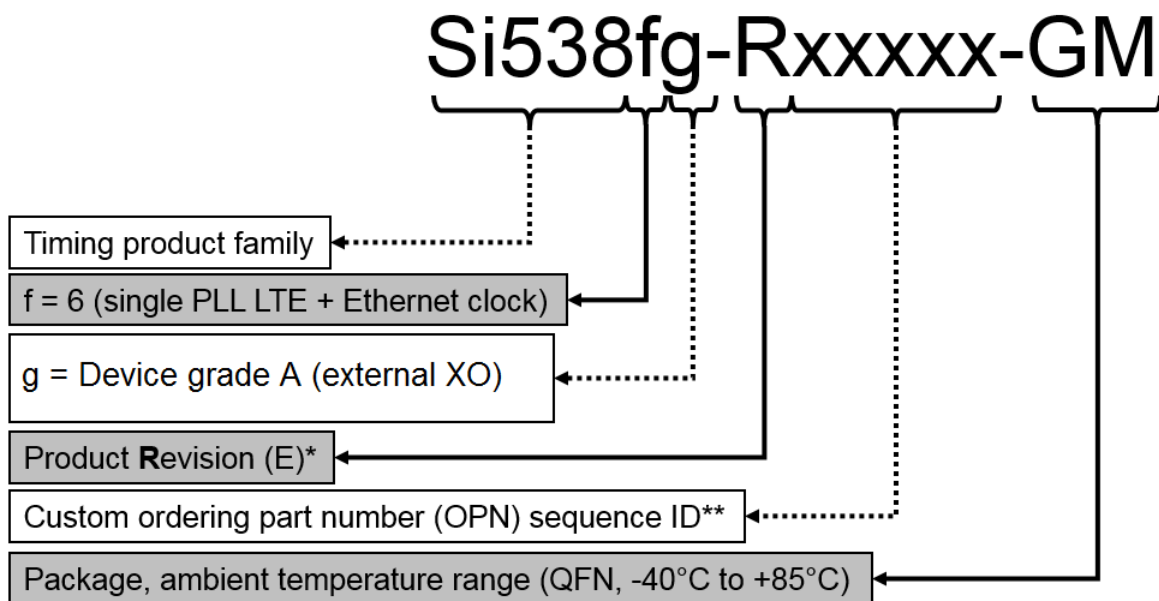 Si538fg-Rxxxxx-GM
Timing product family
f = 6 (single PLL LTE + Ethernet clock)
g = Device grade A (external XO)
Product Revision (E)*
Custom ordering part number (OPN) sequence ID**
Package, ambient temperature range (QFN, -40°C to +85°C)